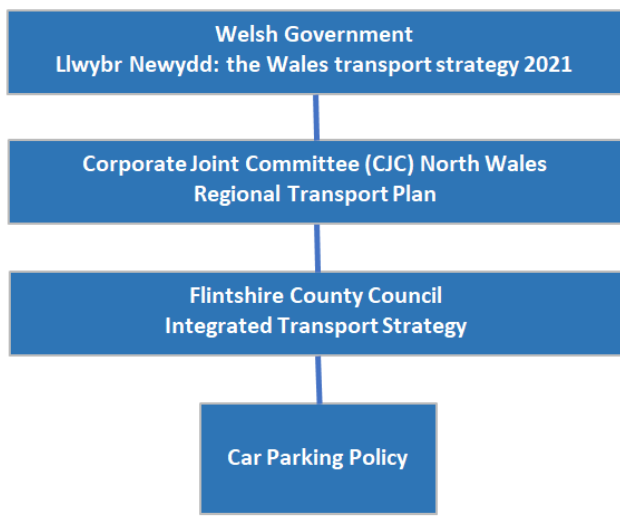 Welsh Government
Llwybr Newydd: the Wales transport strategy 2021
Corporate Joint Committee (CJC) North Wales
Regional Transport Plan
Flintshire County Council
Integrated Transport Strategy
Car Parking Policy